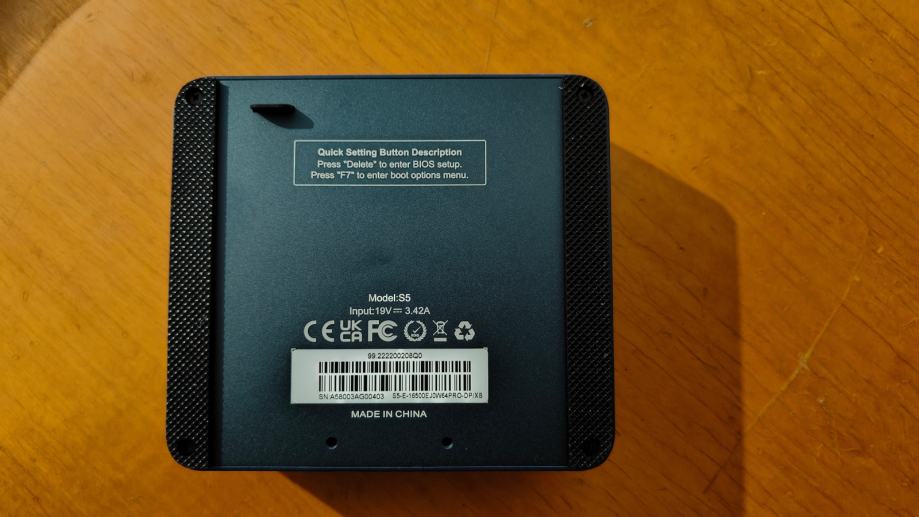 Quick Setting Button Description
Press "Delete" to enter BIOS setup.
Press "F7" to enter boot options menu.
Model:S5
Input:19V⎓ 3.42A
CE UK CA FC
99:222200208Q0
SN:A58003AG00403 S5-E-16500EJ0W64PRO-DP/XB
MADE IN CHINA